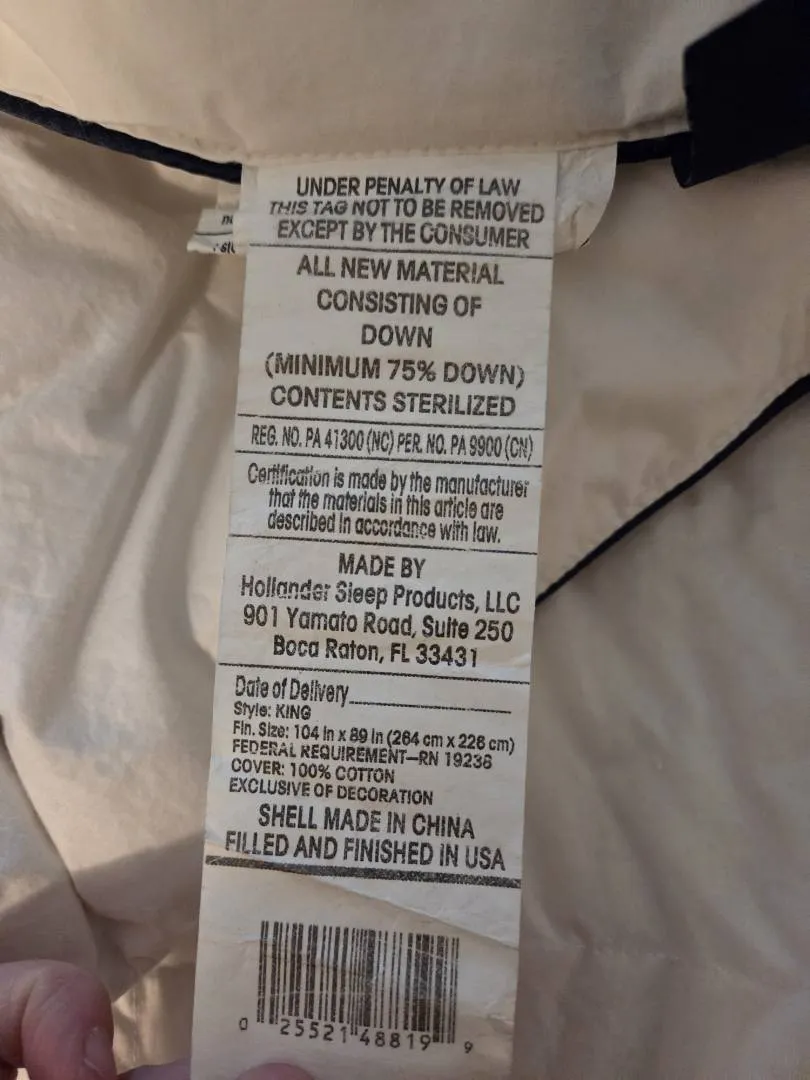 UNDER PENALTY OF LAW
THIS TAG NOT TO BE REMOVED
EXCEPT BY THE CONSUMER
ALL NEW MATERIAL
CONSISTING OF
DOWN
(MINIMUM 75% DOWN)
CONTENTS STERILIZED
REG. NO. PA 41300 (NC) PER. NO. PA 9900 (CN)
Certification is made by the manufacturer
that the materials in this article are
described in accordance with law.
MADE BY
Hollander Sleep Products, LLC
901 Yamato Road, Suite 250
Boca Raton, FL 33431
Date of Delivery
Style: KING
Fin. Size: 104 in x 89 in (264 cm x 226 cm)
FEDERAL REQUIREMENT—RN 19236
COVER: 100% COTTON
EXCLUSIVE OF DECORATION
SHELL MADE IN CHINA
FILLED AND FINISHED IN USA
0 25521 48819 9